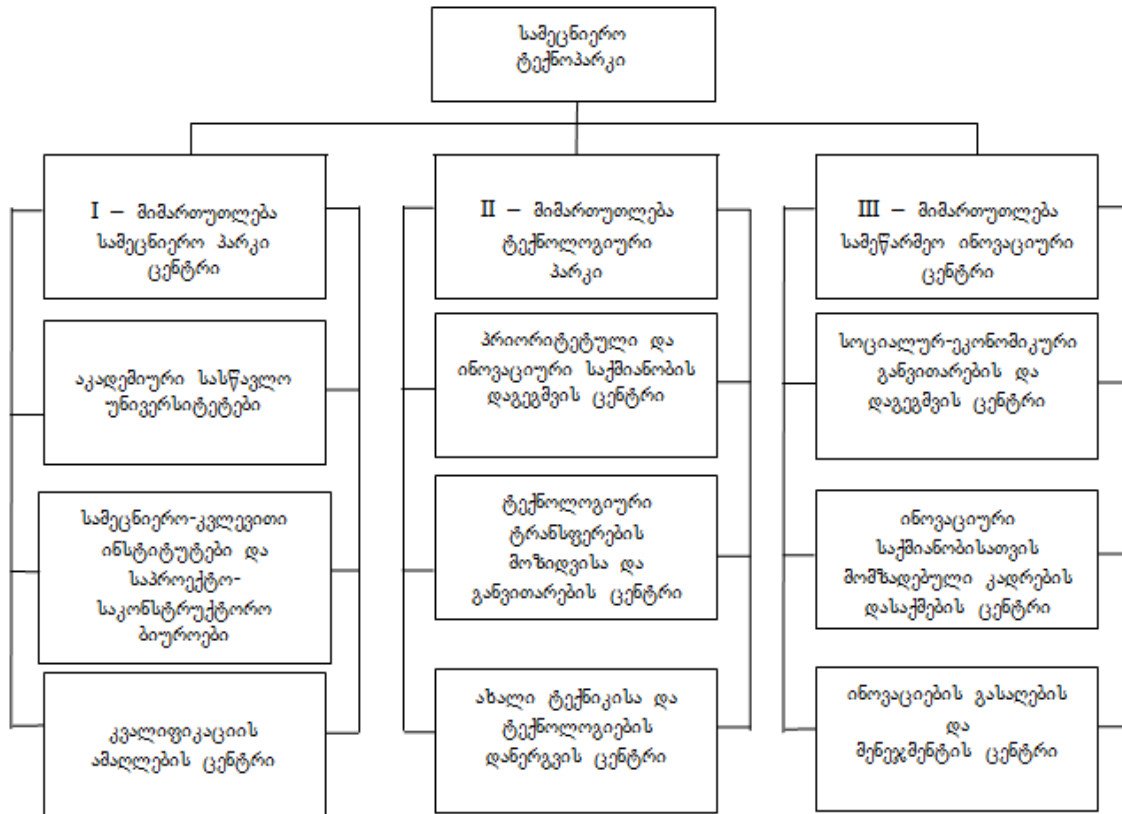 სამეცნიერო
ტექნოპარკი
I – მიმართუთლება
სამეცნიერო პარკი
ცენტრი
II – მიმართუთლება
ტექნოლოგიური
პარკი
III – მიმართუთლება
სამეწარმეო ინოვაციური
ცენტრი
აკადემიური სასწავლო
უნივერსიტეტები
პრიორიტეტული და
ინოვაციური საქმიანობის
დაგეგმვის ცენტრი
სოციალურ-ეკონომიკური
განვითარების და
დაგეგმვის ცენტრი
სამეცნიერო-კვლევითი
ინსტიტუტები და
საპროექტო-
საკონსტრუქტორო
ბიუროები
ტექნოლოგიური
ტრანსფერების
მოზიდვისა და
განვითარების ცენტრი
ინოვაციური
საქმიანობისათვის
მომზადებული კადრების
დასაქმების ცენტრი
კვალიფიკაციის
ამაღლების ცენტრი
ახალი ტექნიკისა და
ტექნოლოგიების
დანერგვის ცენტრი
ინოვაციების გასაღების
და
მენეჯმენტის ცენტრი